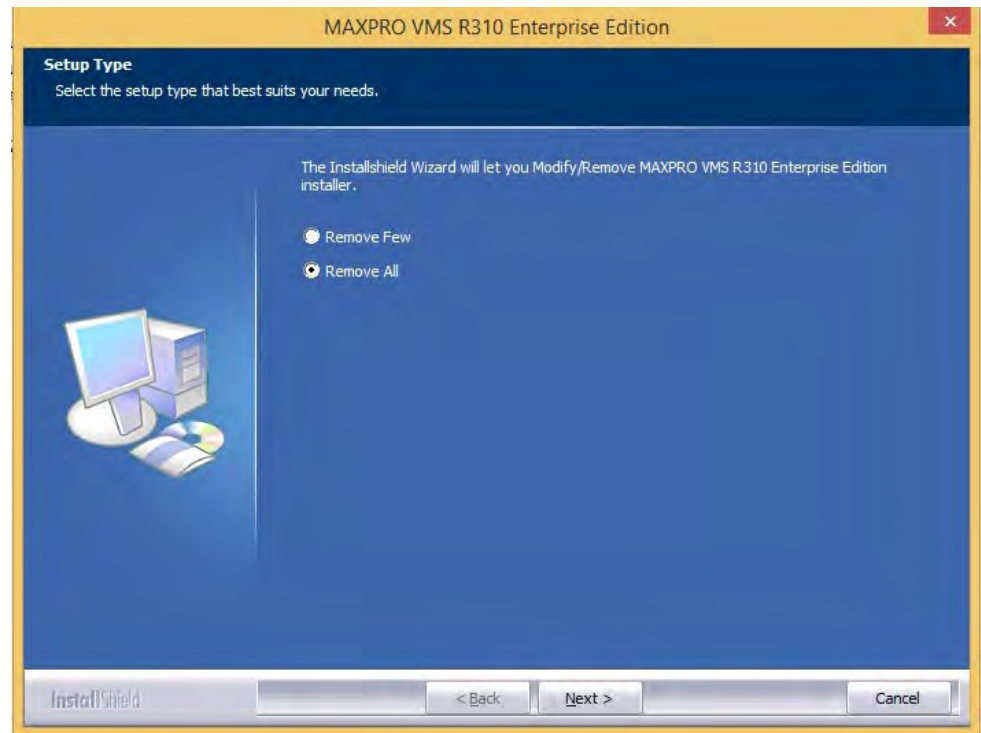 MAXPRO VMS R310 Enterprise Edition
Setup Type
Select the setup type that best suits your needs.
The Installshield Wizard will let you Modify/Remove MAXPRO VMS R310 Enterprise Edition
installer.
Remove Few
Remove All
InstallShield
< Back
Next >
Cancel